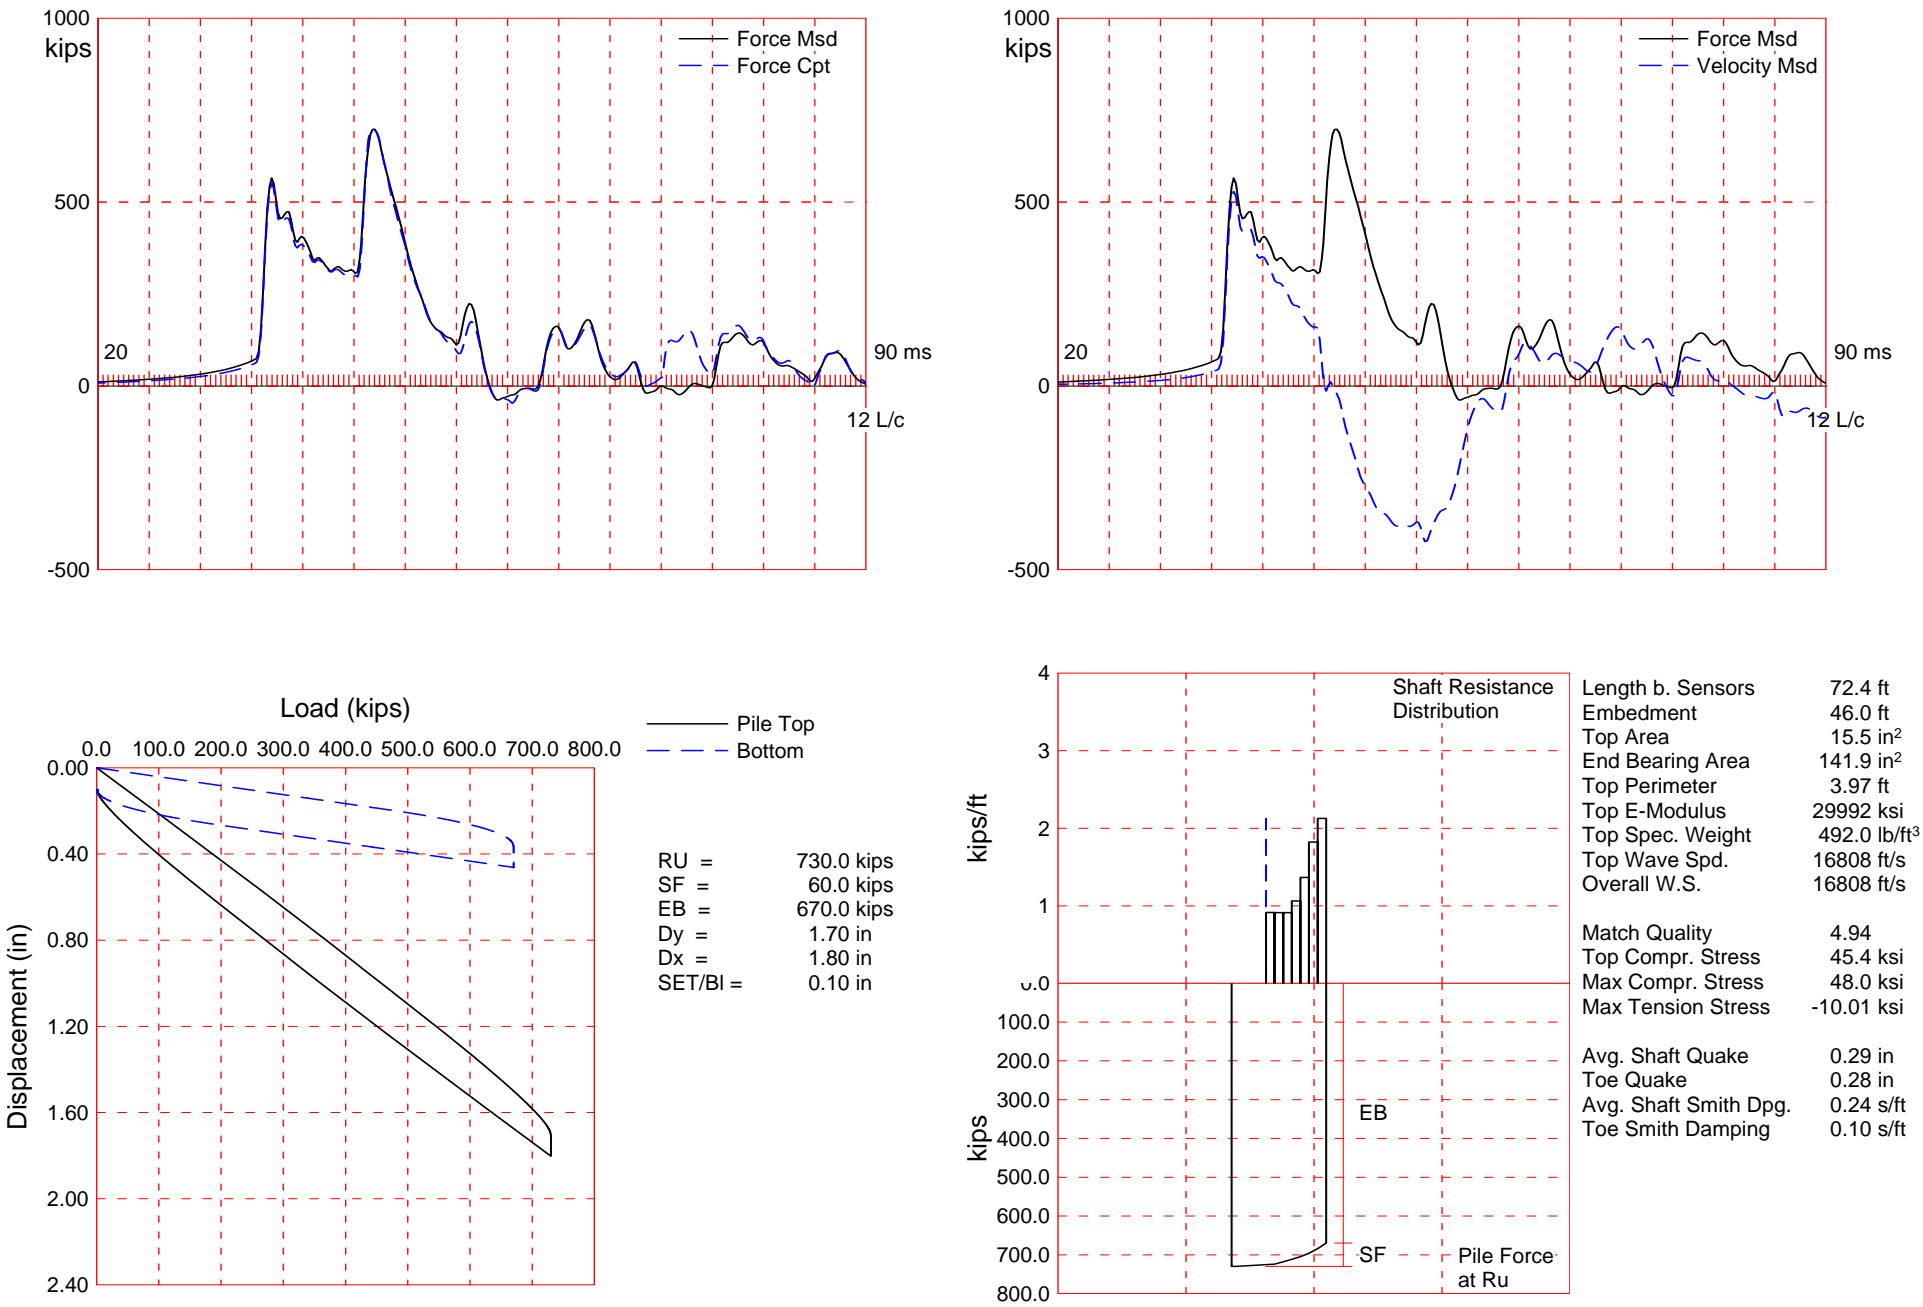 1000
kips
Force Msd
Force Cpt
500
20
90 ms
0
12 L/c
-500
1000
kips
Force Msd
Velocity Msd
500
20
90 ms
0
12 L/c
-500
Load (kips)
Pile Top
Bottom
0.0 100.0 200.0 300.0 400.0 500.0 600.0 700.0 800.0
0.00
0.40
0.80
1.20
1.60
2.00
2.40
Displacement (in)
RU = 730.0 kips
SF = 60.0 kips
EB = 670.0 kips
Dy = 1.70 in
Dx = 1.80 in
SET/Bl = 0.10 in
Shaft Resistance
Distribution
4
3
2
1
0.0
kips/ft
100.0
200.0
300.0
400.0
500.0
600.0
700.0
800.0
kips
EB
SF
Pile Force
at Ru
Length b. Sensors 72.4 ft
Embedment 46.0 ft
Top Area 15.5 in²
End Bearing Area 141.9 in²
Top Perimeter 3.97 ft
Top E-Modulus 29992 ksi
Top Spec. Weight 492.0 lb/ft³
Top Wave Spd. 16808 ft/s
Overall W.S. 16808 ft/s
Match Quality 4.94
Top Compr. Stress 45.4 ksi
Max Compr. Stress 48.0 ksi
Max Tension Stress -10.01 ksi
Avg. Shaft Quake 0.29 in
Toe Quake 0.28 in
Avg. Shaft Smith Dpg. 0.24 s/ft
Toe Smith Damping 0.10 s/ft